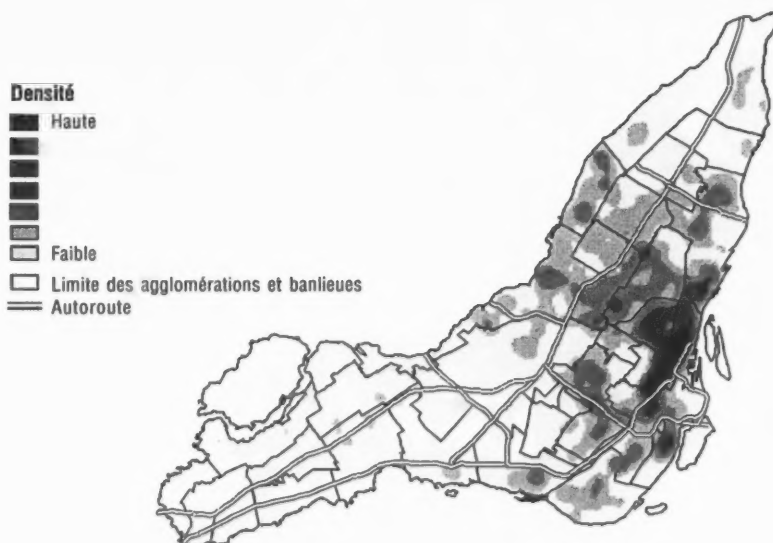 Densité
Haute
Faible
Limite des agglomérations et banlieues
Autoroute